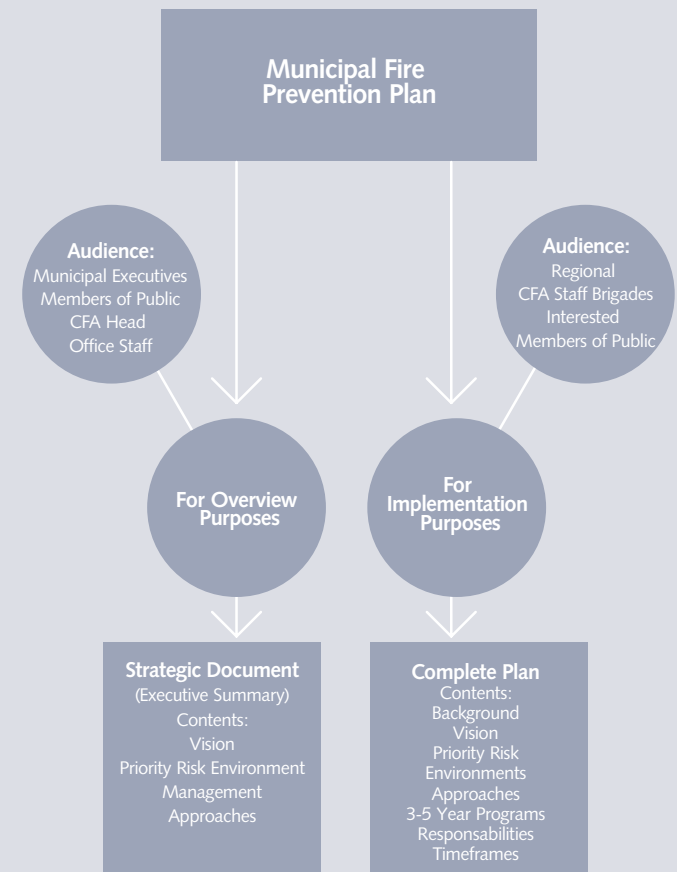 Municipal Fire
Prevention Plan
Audience:
Municipal Executives
Members of Public
CFA Head
Office Staff
Audience:
Regional
CFA Staff Brigades
Interested
Members of Public
For Overview
Purposes
For
Implementation
Purposes
Strategic Document
(Executive Summary)
Contents:
Vision
Priority Risk Environment
Management
Approaches
Complete Plan
Contents:
Background
Vision
Priority Risk
Environments
Approaches
3-5 Year Programs
Responsabilities
Timeframes